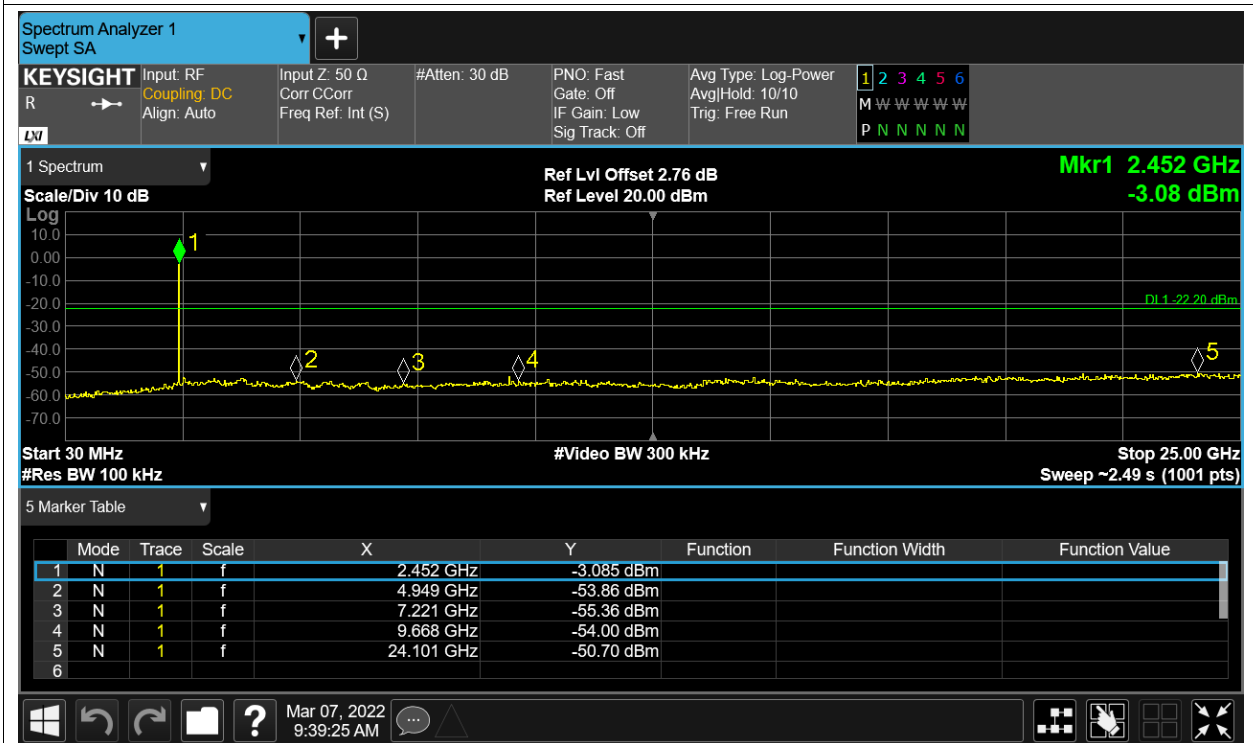 Spectrum Analyzer 1
Swept SA
+
KEYSIGHT
R
LXI
Input: RF
Coupling: DC
Align: Auto
Input Z: 50 Ω
Corr CCorr
Freq Ref: Int (S)
#Atten: 30 dB
PNO: Fast
Gate: Off
IF Gain: Low
Sig Track: Off
Avg Type: Log-Power
Avg|Hold: 10/10
Trig: Free Run
1 2 3 4 5 6
M W W W W W
P N N N N N
1 Spectrum
Scale/Div 10 dB
Ref Lvl Offset 2.76 dB
Ref Level 20.00 dBm
Mkr1 2.452 GHz
-3.08 dBm
Log
10.0
0.00
-10.0
-20.0
-30.0
-40.0
-50.0
-60.0
-70.0
1
2
3
4
5
DL1 -22.20 dBm
Start 30 MHz
#Res BW 100 kHz
#Video BW 300 kHz
Stop 25.00 GHz
Sweep ~2.49 s (1001 pts)
5 Marker Table
Mode Trace Scale X Y Function Function Width Function Value
1 N 1 f 2.452 GHz -3.085 dBm
2 N 1 f 4.949 GHz -53.86 dBm
3 N 1 f 7.221 GHz -55.36 dBm
4 N 1 f 9.668 GHz -54.00 dBm
5 N 1 f 24.101 GHz -50.70 dBm
6
?
Mar 07, 2022
9:39:25 AM